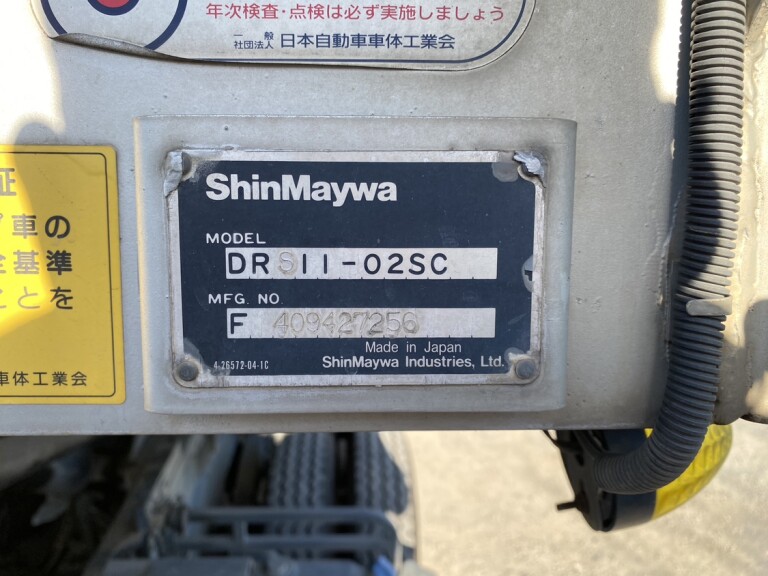 年次検査・点検は必ず実施しましょう
一般社団法人 日本自動車車体工業会
証
車の
基準
ことを
車体工業会
ShinMaywa
MODEL
DRS11-02SC
MFG. NO.
F 409427256
Made in Japan
4-26572-04-1C
ShinMaywa Industries, Ltd.